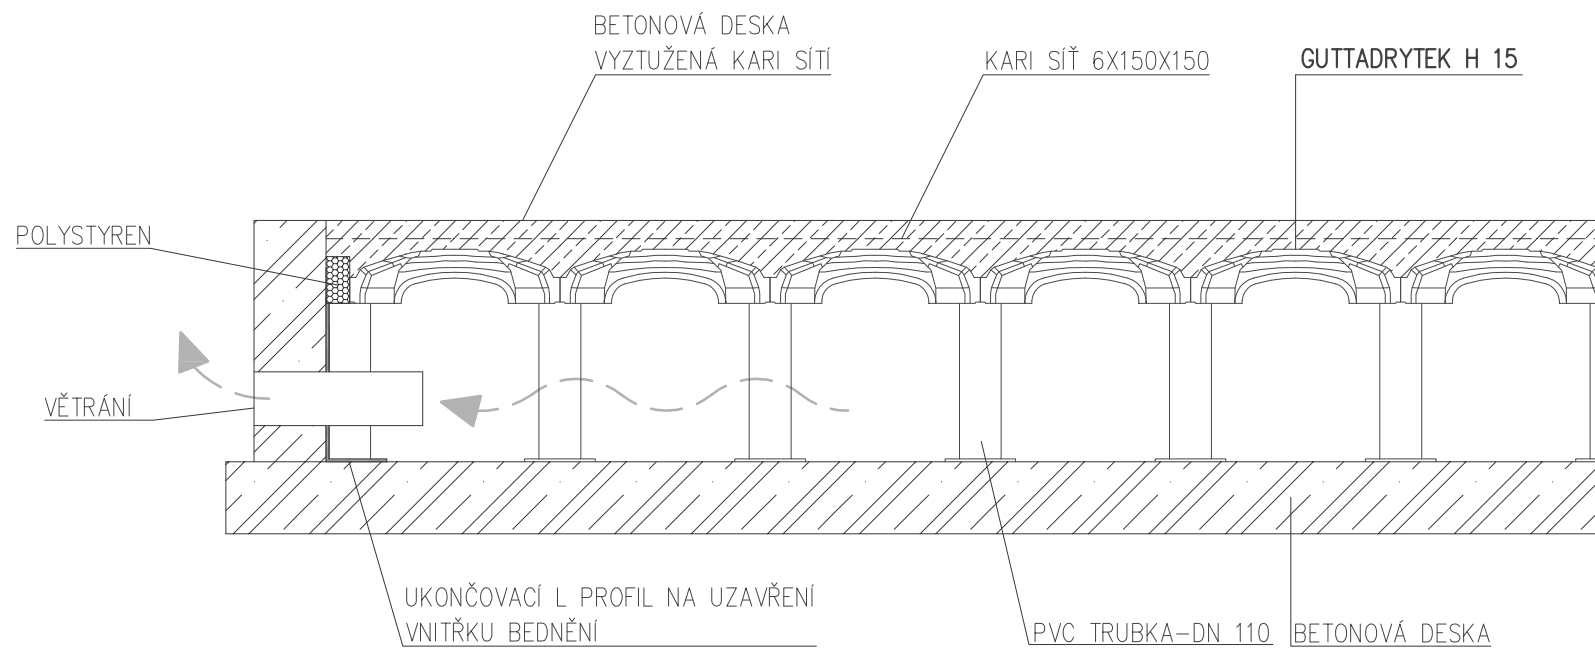 BETONOVÁ DESKA
VYZTUŽENÁ KARI SÍTÍ
KARI SÍŤ 6X150X150
GUTTADRYTEK H 15
POLYSTYREN
VĚTRÁNÍ
UKONČOVACÍ L PROFIL NA UZAVŘENÍ
VNITŘKU BEDNĚNÍ
PVC TRUBKA-DN 110
BETONOVÁ DESKA